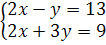 2x − y = 13
2x + 3y = 9